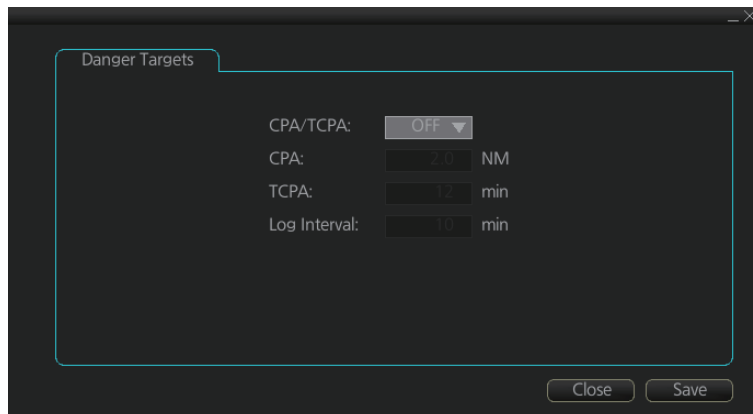 Danger Targets
CPA/TCPA: OFF
CPA: 2.0 NM
TCPA: 12 min
Log Interval: 10 min
Close Save